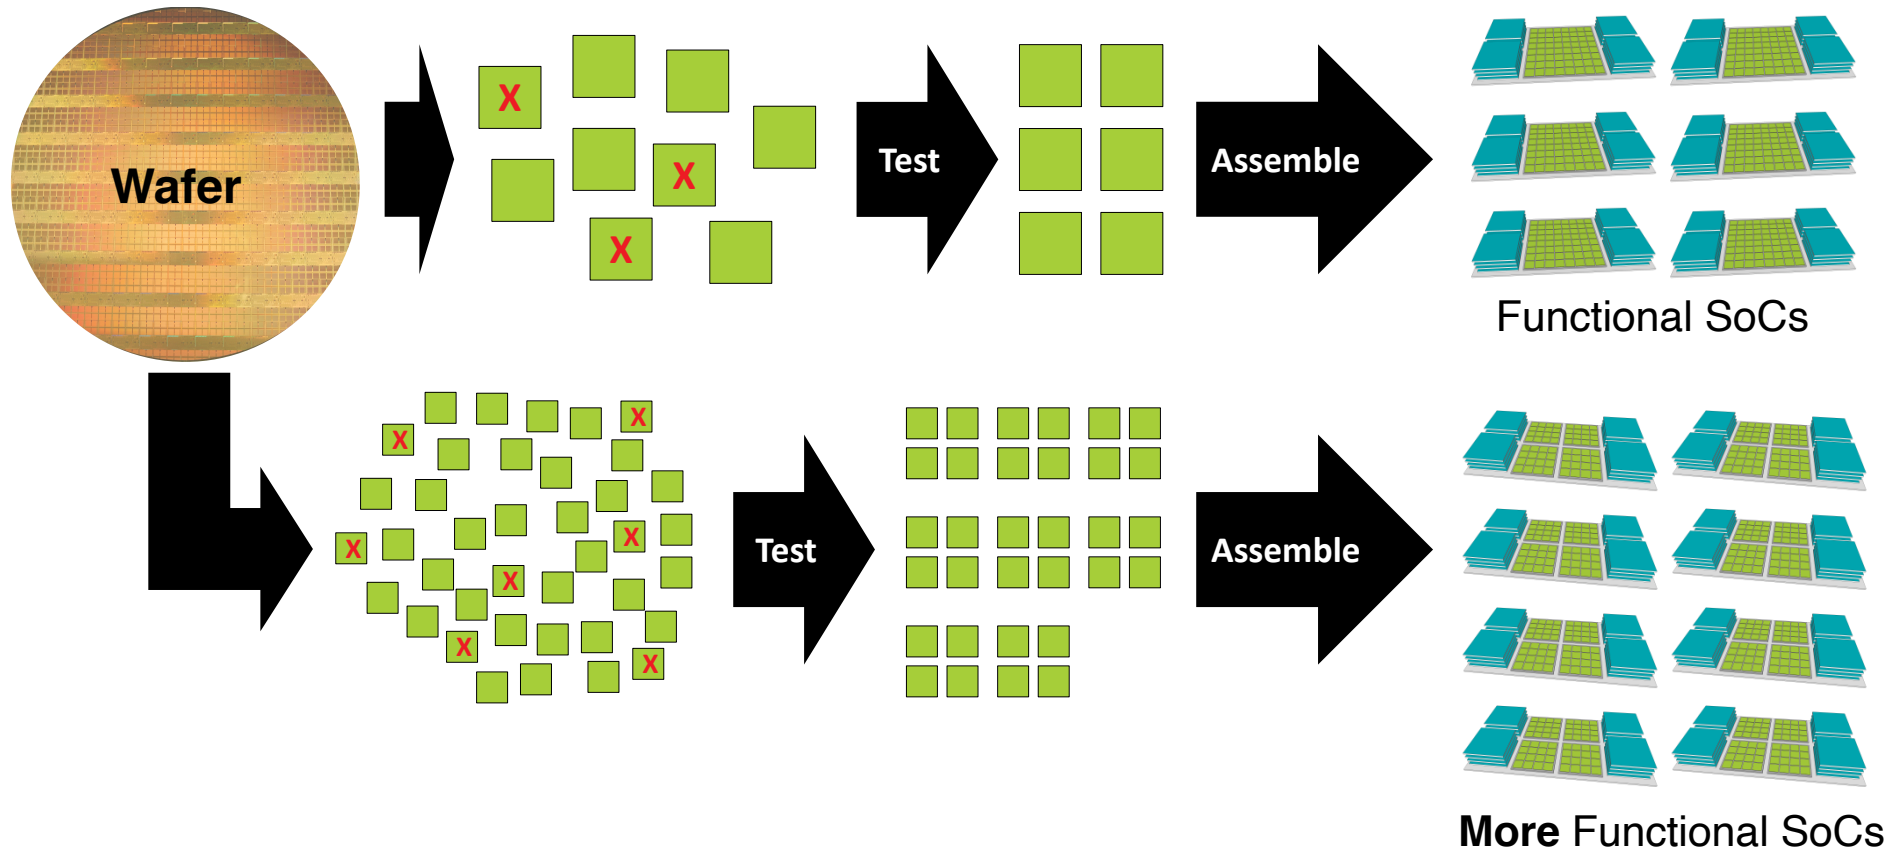 Wafer
X
X
X
Test
Assemble
Functional SoCs
X
X
X
X
X
X
X
Test
Assemble
More Functional SoCs